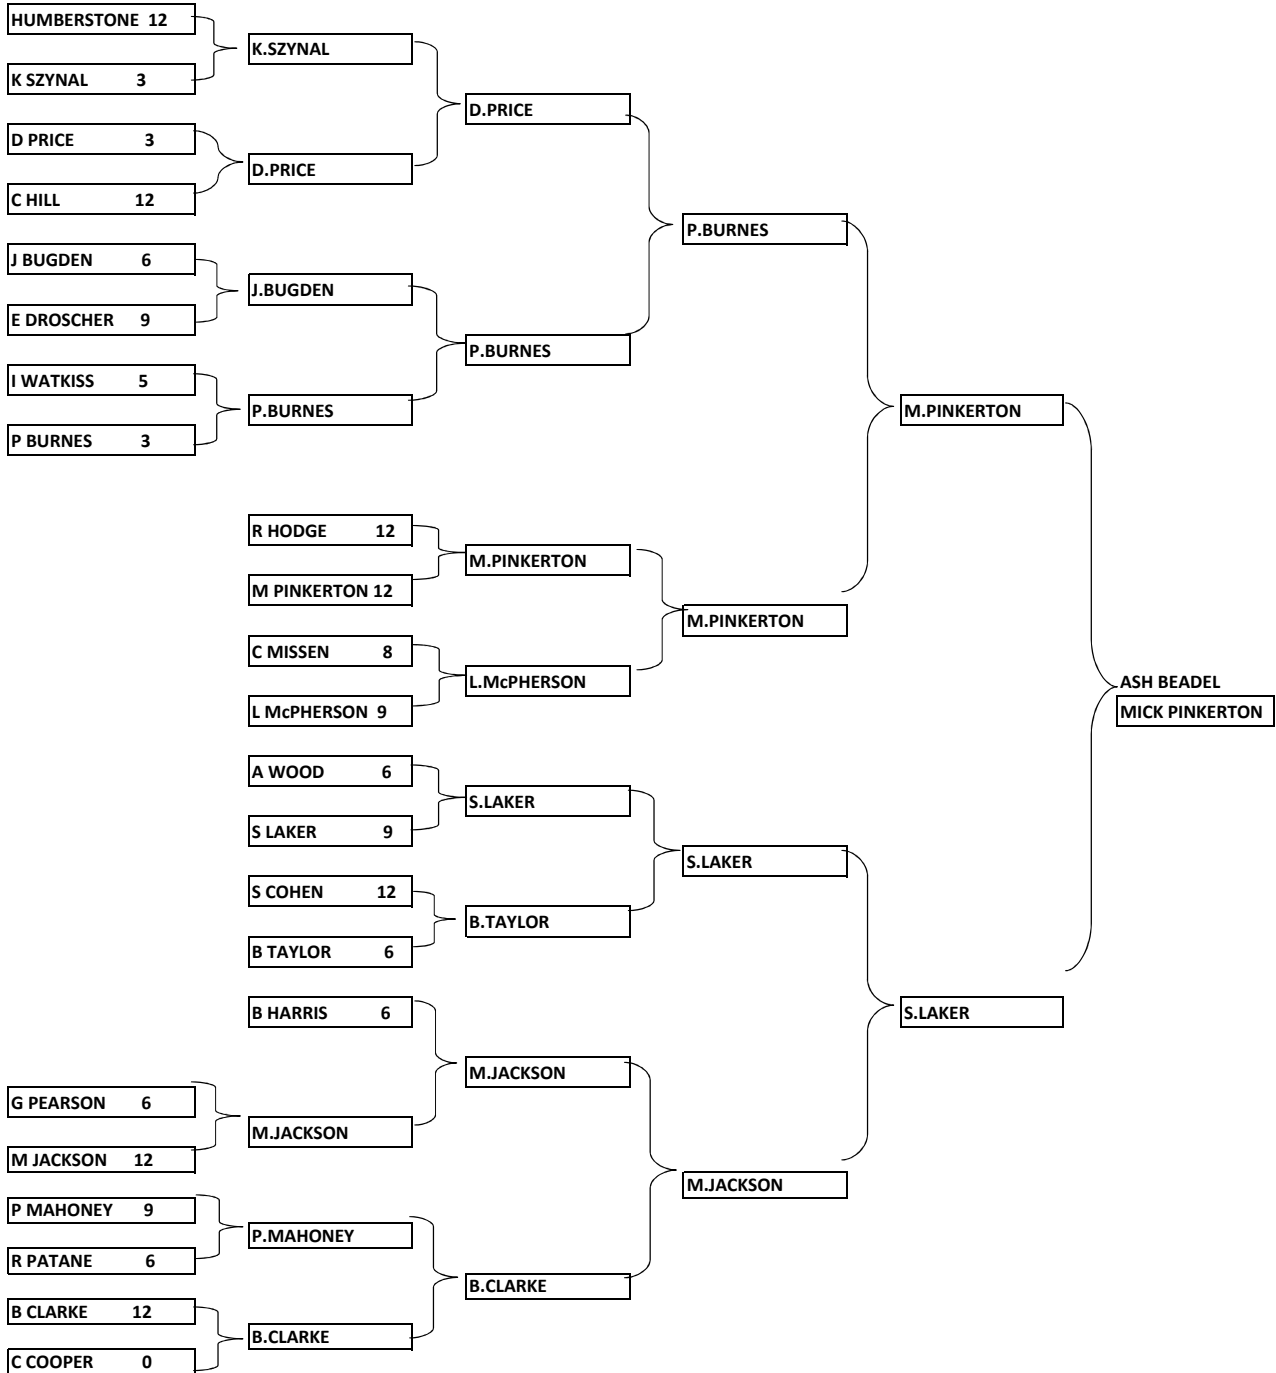 HUMBERSTONE 12
K SZYNAL 3
D PRICE 3
C HILL 12
J BUGDEN 6
E DROSCHER 9
I WATKISS 5
P BURNES 3
G PEARSON 6
M JACKSON 12
P MAHONEY 9
R PATANE 6
B CLARKE 12
C COOPER 0
K.SZYNAL
D.PRICE
J.BUGDEN
P.BURNES
R HODGE 12
M PINKERTON 12
C MISSEN 8
L McPHERSON 9
A WOOD 6
S LAKER 9
S COHEN 12
B TAYLOR 6
B HARRIS 6
M.JACKSON
P.MAHONEY
B.CLARKE
D.PRICE
P.BURNES
M.PINKERTON
L.McPHERSON
S.LAKER
B.TAYLOR
M.JACKSON
B.CLARKE
P.BURNES
M.PINKERTON
S.LAKER
M.JACKSON
M.PINKERTON
S.LAKER
ASH BEADEL
MICK PINKERTON